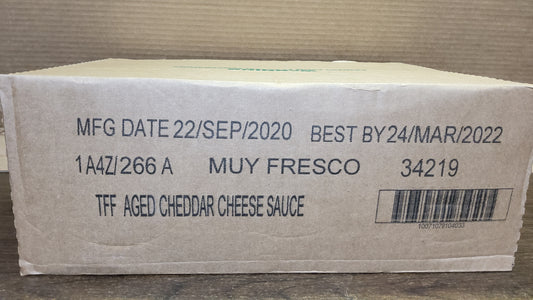 MFG DATE 22/SEP/2020 BEST BY 24/MAR/2022
1A4Z/266 A MUY FRESCO 34219
TFF AGED CHEDDAR CHEESE SAUCE
10071079104033